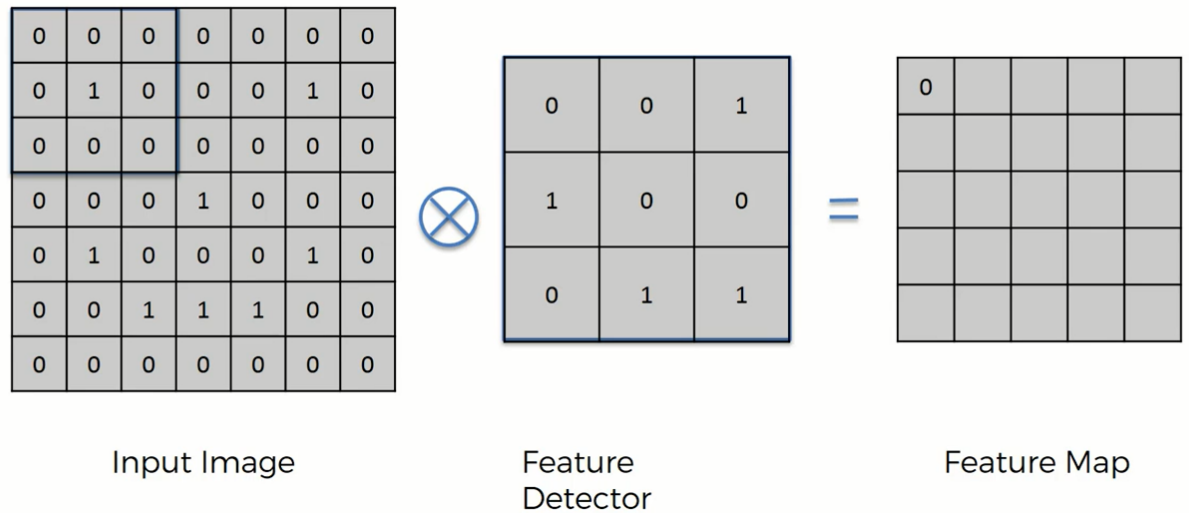 0 0 0 0 0 0 0
0 1 0 0 0 1 0
0 0 0 0 0 0 0
0 0 0 1 0 0 0
0 1 0 0 0 1 0
0 0 1 1 1 0 0
0 0 0 0 0 0 0
0 0 1
1 0 0
0 1 1
=
0
Input Image
Feature
Detector
Feature Map